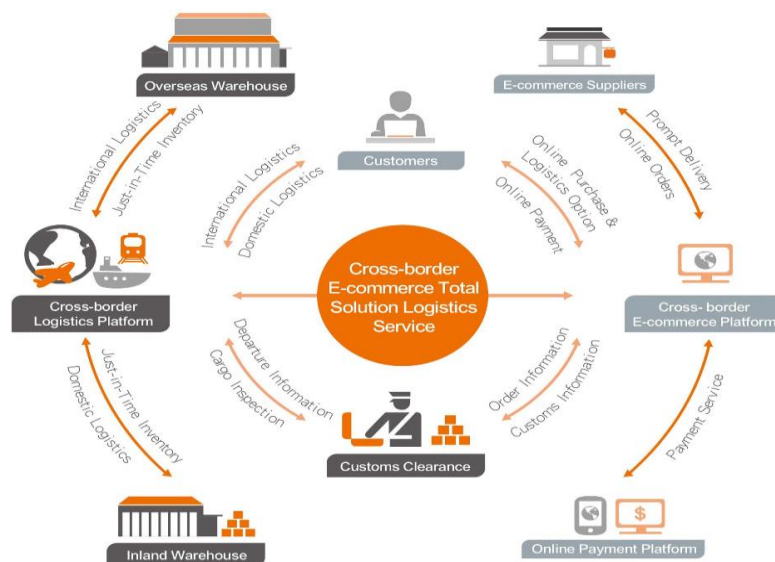 Overseas Warehouse
E-commerce Suppliers
International Logistics
Just-in-Time Inventory
Customers
International Logistics
Domestic Logistics
Online Purchase &
Logistics Option
Online Payment
Prompt Delivery
Online Orders
Cross-border
E-commerce Total
Solution Logistics
Service
Cross-border
Logistics Platform
Cross- border
E-commerce Platform
Departure Information
Cargo Inspection
Order Information
Customs Information
Just-in-Time Inventory
Domestic Logistics
Customs Clearance
Payment Service
$
Inland Warehouse
Online Payment Platform